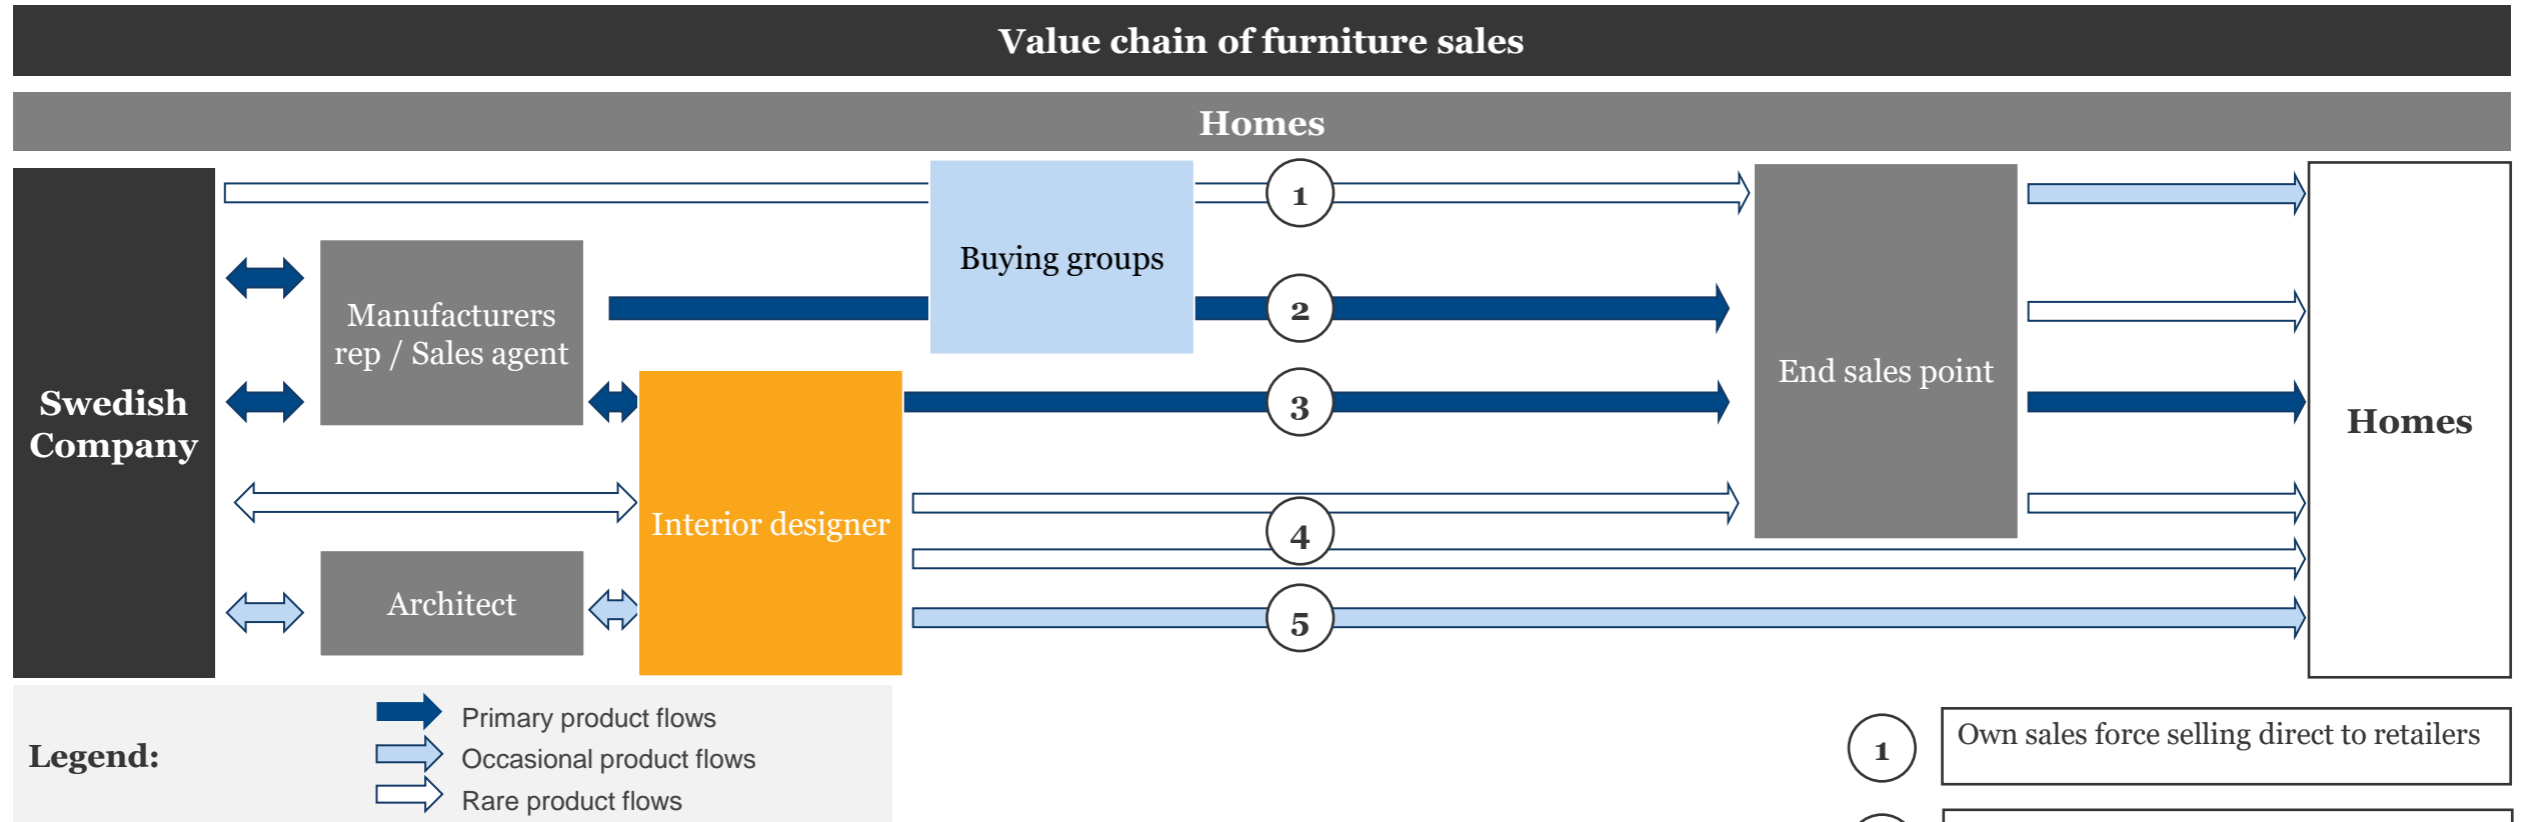 Value chain of furniture sales
Homes
Swedish
Company
Manufacturers
rep / Sales agent
Architect
Interior designer
Buying groups
1
2
3
4
5
End sales point
Homes
Legend:
Primary product flows
Occasional product flows
Rare product flows
1
Own sales force selling direct to retailers